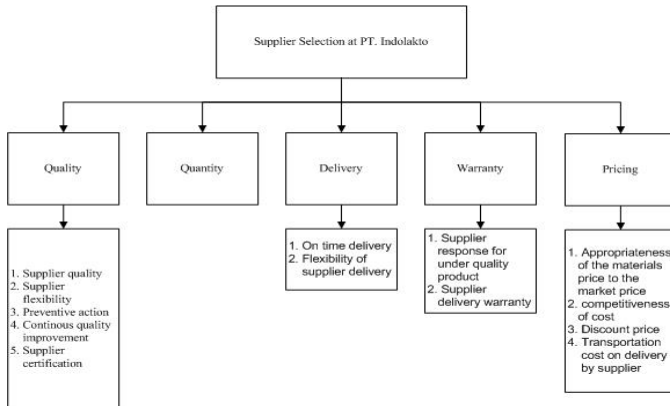 Supplier Selection at PT. Indolakto
Quality
Quantity
Delivery
Warranty
Pricing
1. Supplier quality
2. Supplier
flexibility
3. Preventive action
4. Continous quality
improvement
5. Supplier
certification
1. On time delivery
2. Flexibility of
supplier delivery
1. Supplier
response for
under quality
product
2. Supplier
delivery warranty
1. Appropriateness
of the materials
price to the
market price
2. competitiveness
of cost
3. Discount price
4. Transportation
cost on delivery
by supplier